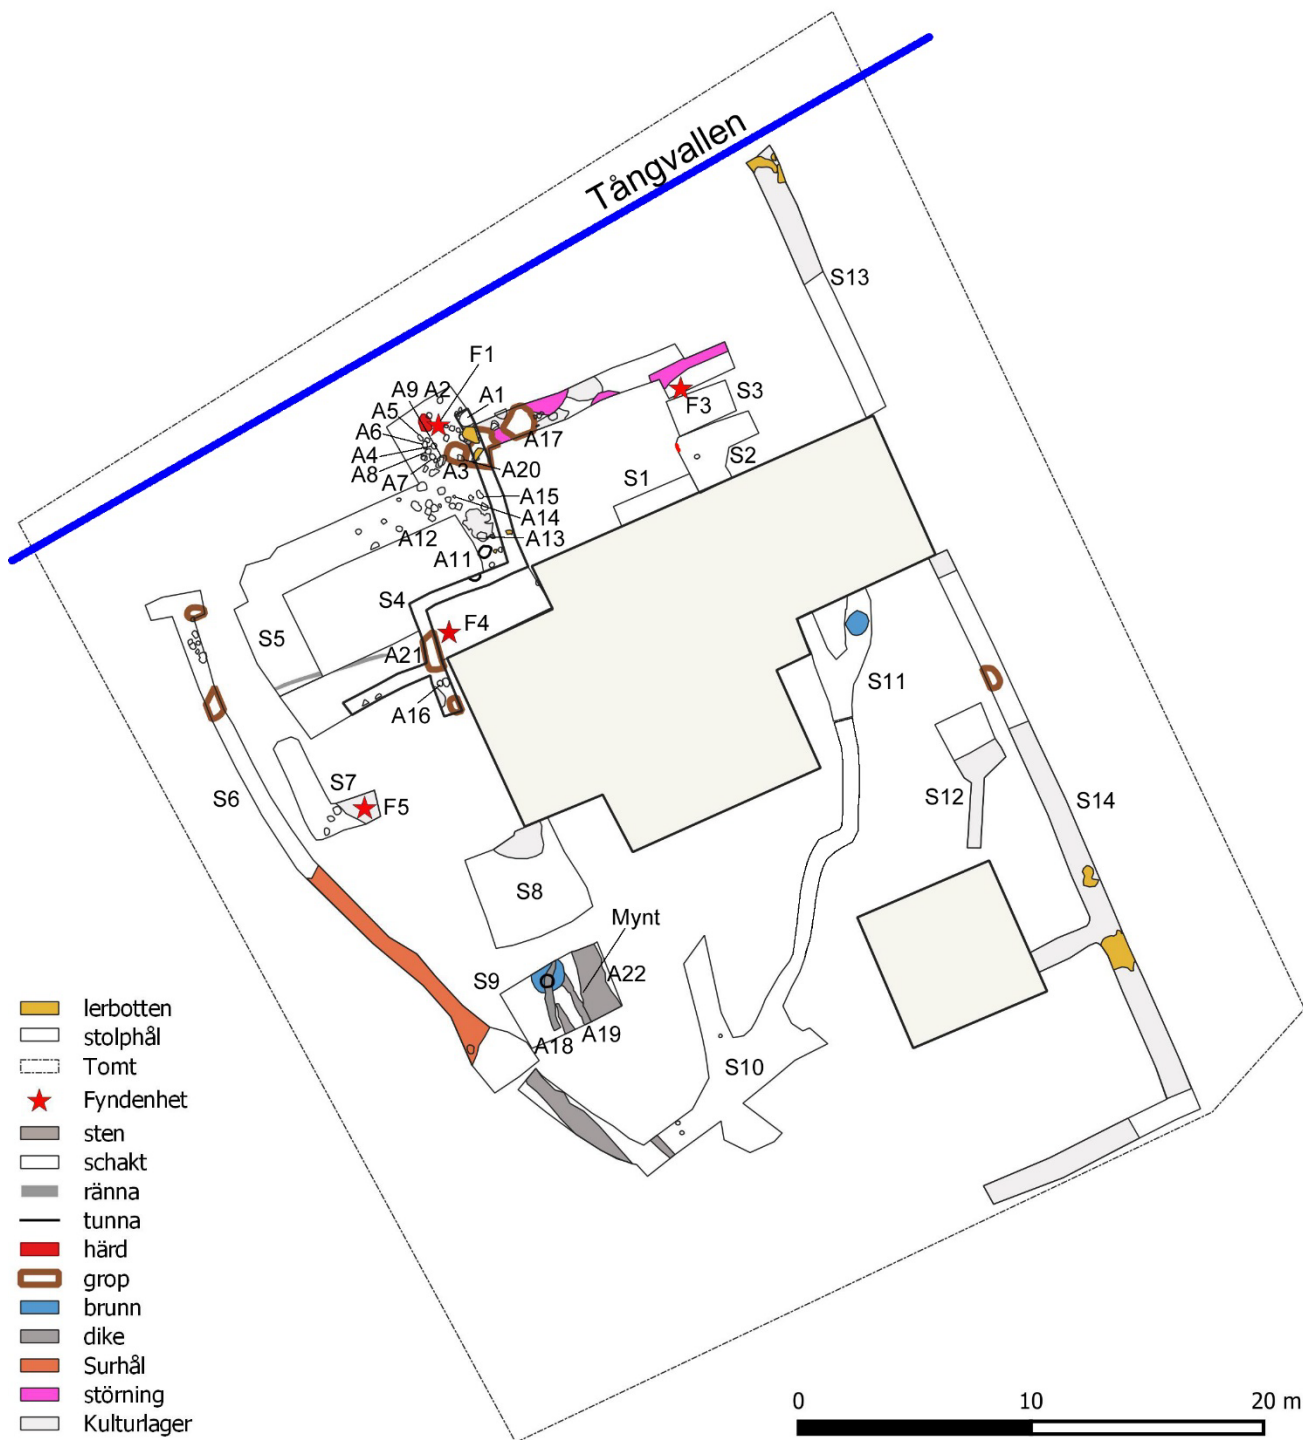 Tångvallen
S13
F1
A9 A2
A1
A5
A6
A4
A8
A7
A3
A17
A20
F3
S3
S2
S1
A15
A14
A13
A12
A11
S4
F4
S5
A21
A16
S6
S7
F5
S11
S12
S14
S8
Mynt
S9
A22
A19
A18
S10
lerbotten
stolphål
Tomt
Fyndenhet
sten
schakt
ränna
tunna
härd
grop
brunn
dike
Surhål
störning
Kulturlager
0 10 20 m